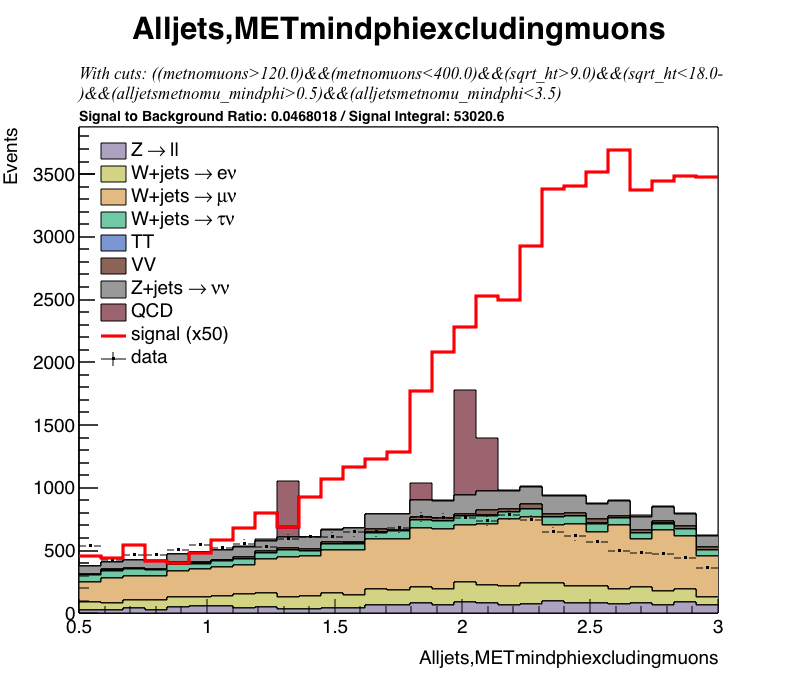 Alljets,METmindphiexcludingmuons
With cuts: ((metnomuons>120.0)&&(metnomuons<400.0)&&(sqrt_ht>9.0)&&(sqrt_ht<18.0-
)&&(alljetsmetnomu_mindphi>0.5)&&(alljetsmetnomu_mindphi<3.5)
Signal to Background Ratio: 0.0468018 / Signal Integral: 53020.6
Events
Z → ll
W+jets → eν
W+jets → μν
W+jets → τν
TT
VV
Z+jets → νν
QCD
signal (x50)
data
3500
3000
2500
2000
1500
1000
500
0
0.5 1 1.5 2 2.5 3
Alljets,METmindphiexcludingmuons